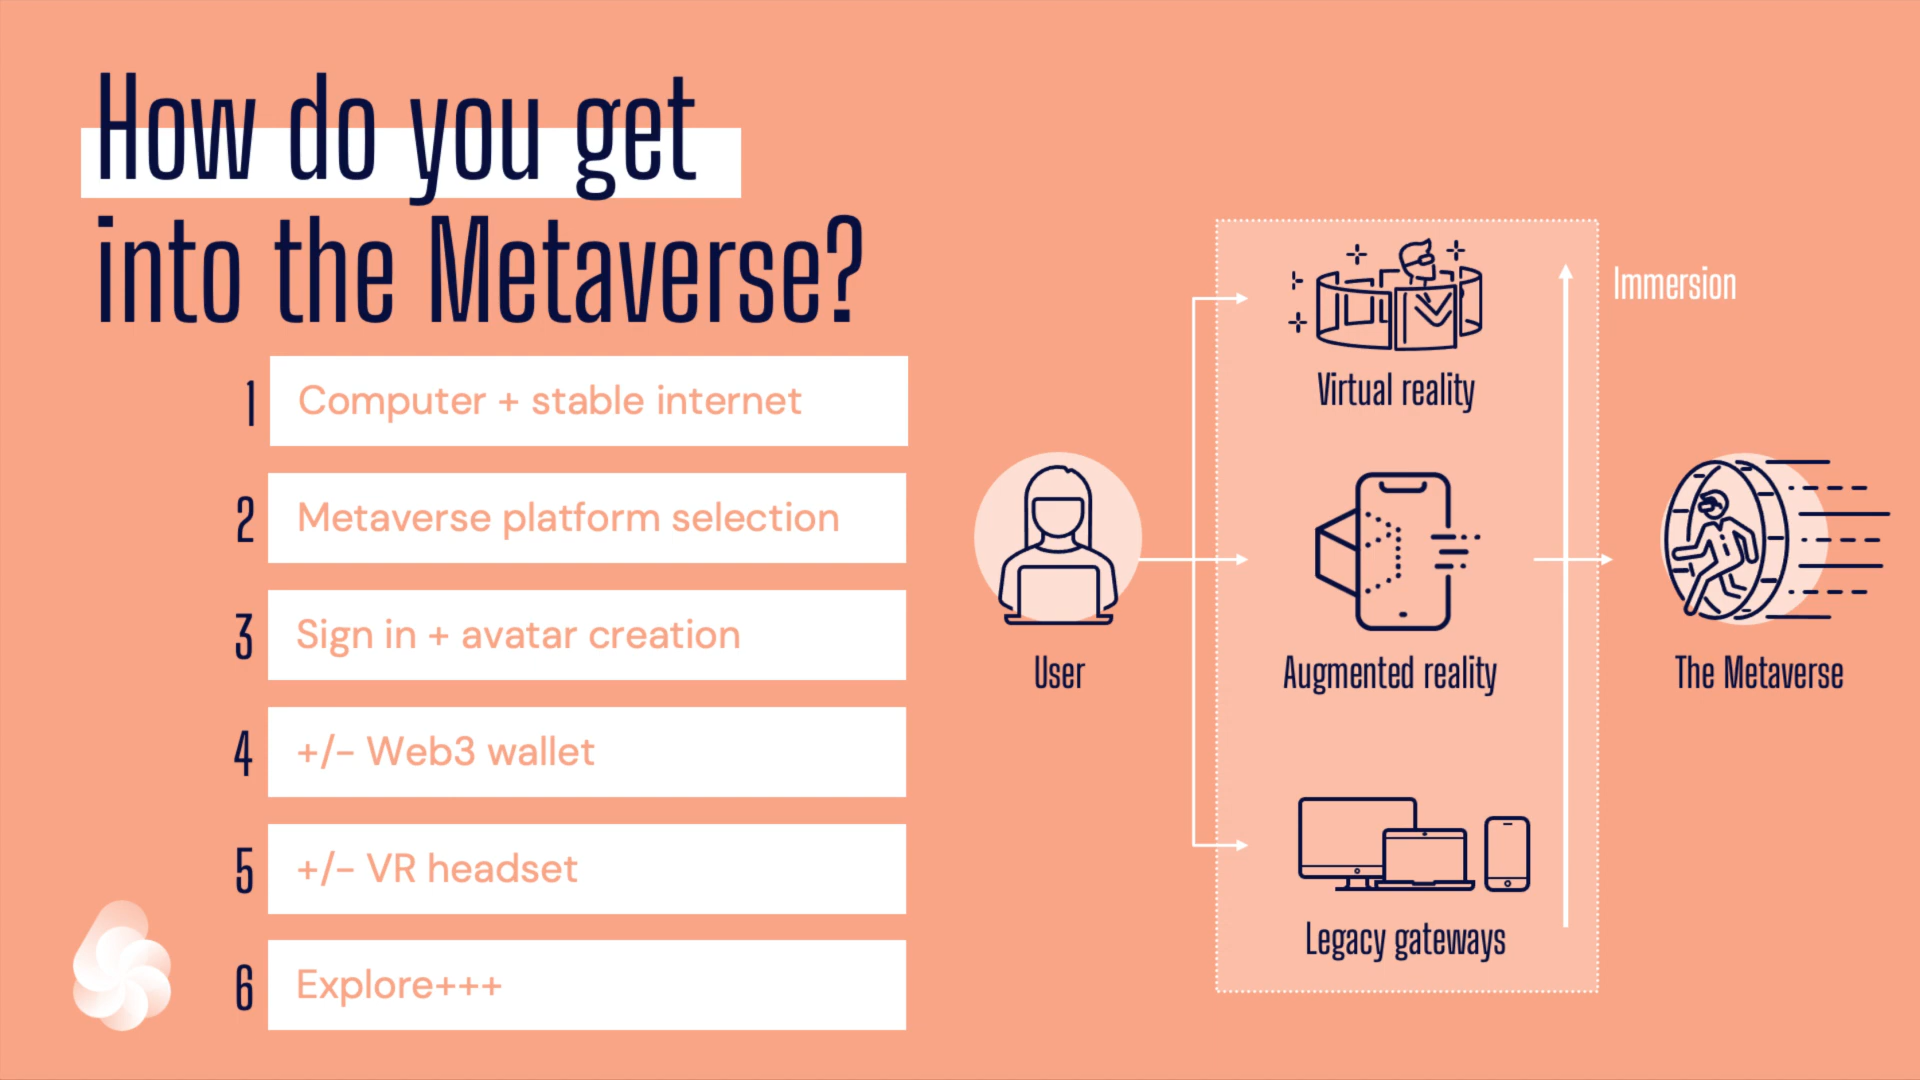 How do you get
into the Metaverse?
1 Computer + stable internet
2 Metaverse platform selection
3 Sign in + avatar creation
4 +/- Web3 wallet
5 +/- VR headset
6 Explore+++
User
Immersion
Virtual reality
Augmented reality
Legacy gateways
The Metaverse